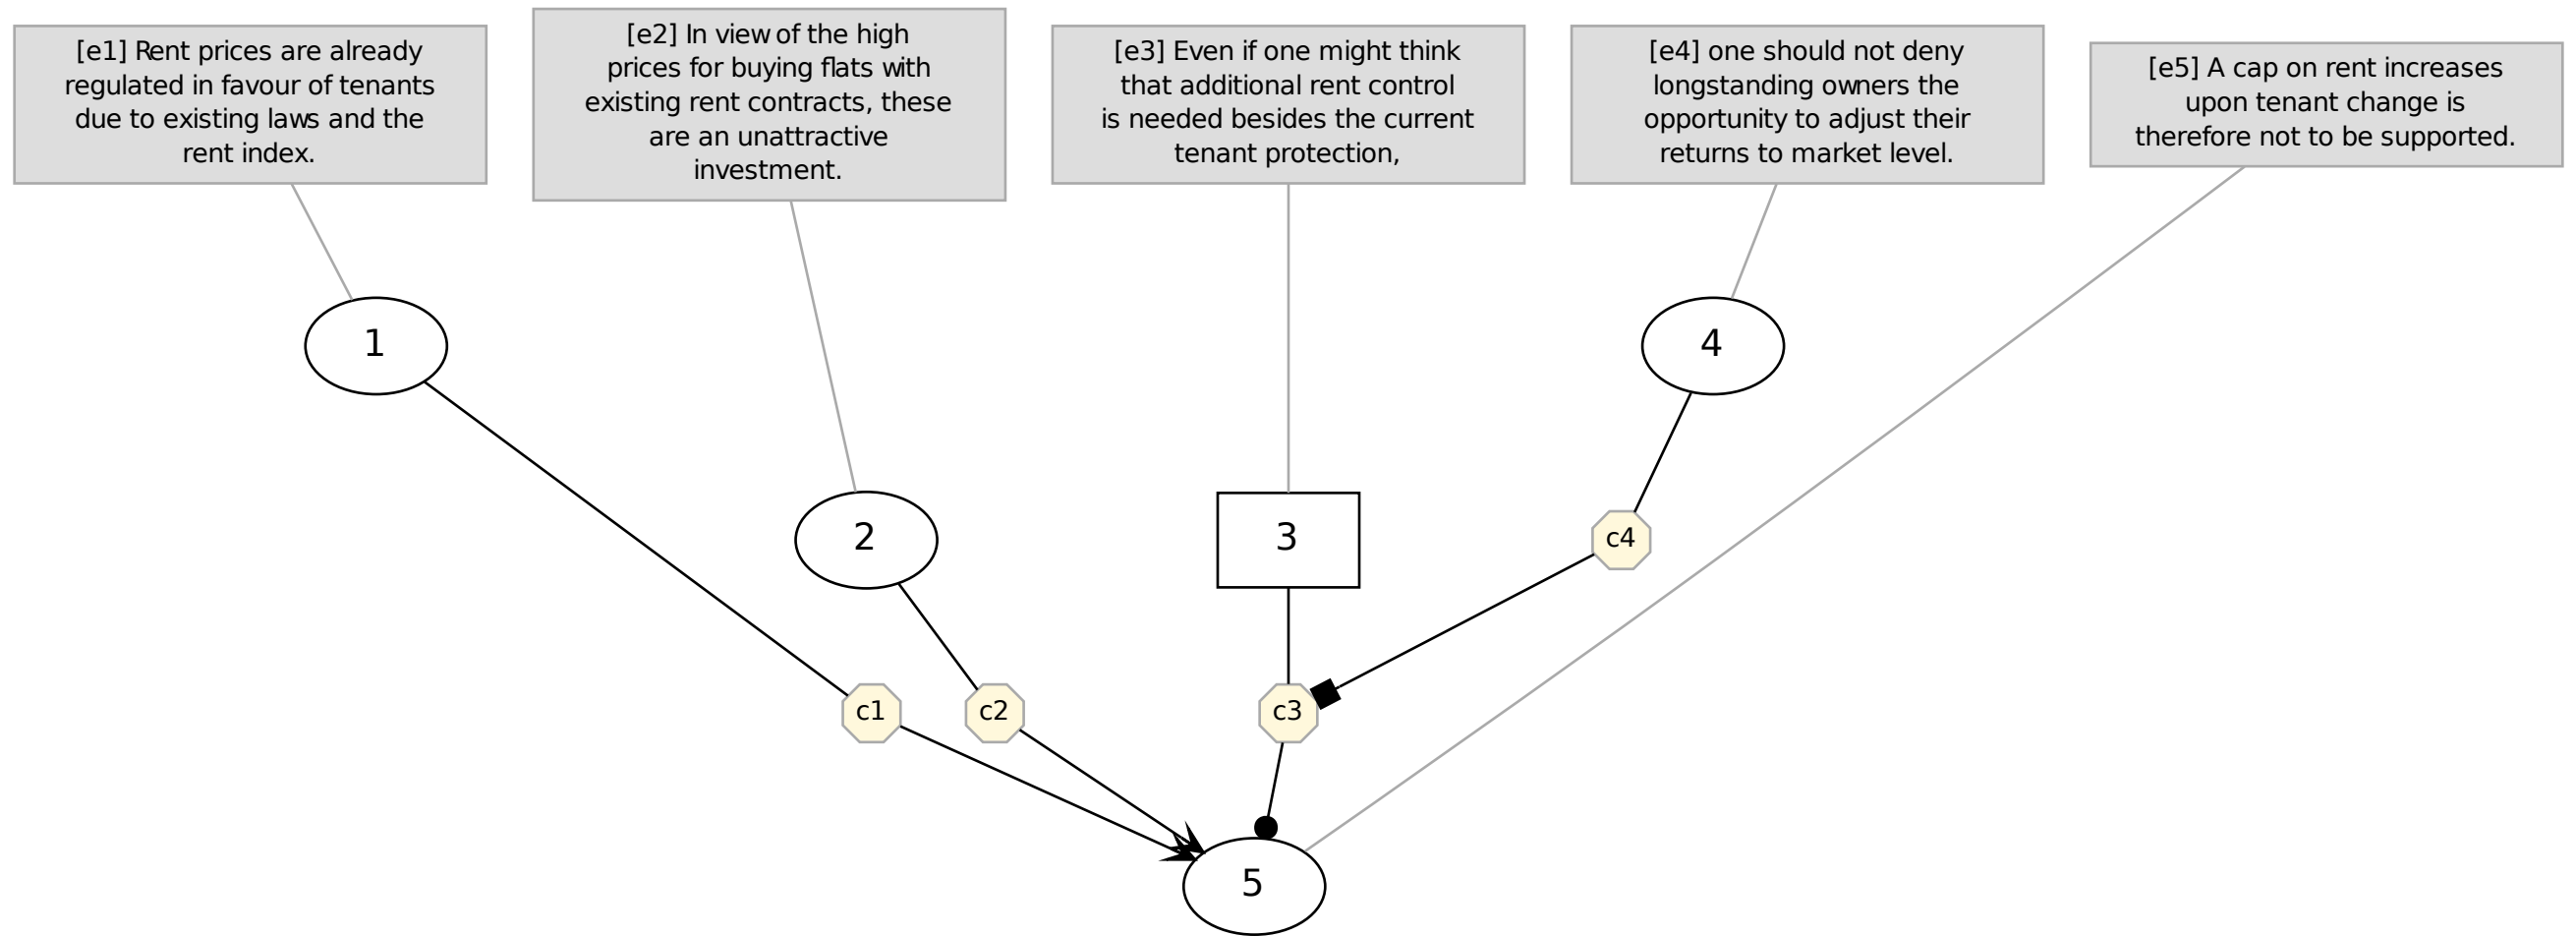 [e1] Rent prices are already
regulated in favour of tenants
due to existing laws and the
rent index.
[e2] In view of the high
prices for buying flats with
existing rent contracts, these
are an unattractive
investment.
[e3] Even if one might think
that additional rent control
is needed besides the current
tenant protection,
[e4] one should not deny
longstanding owners the
opportunity to adjust their
returns to market level.
[e5] A cap on rent increases
upon tenant change is
therefore not to be supported.
1
4
2
3
c4
c1
c2
c3
5